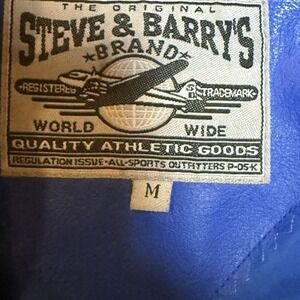 THE ORIGINAL
STEVE & BARRY'S
★BRAND★
•REGISTERED TRADEMARK•
WORLD WIDE
QUALITY ATHLETIC GOODS
REGULATION ISSUE-ALL-SPORTS OUTFITTERS P-05-K
M